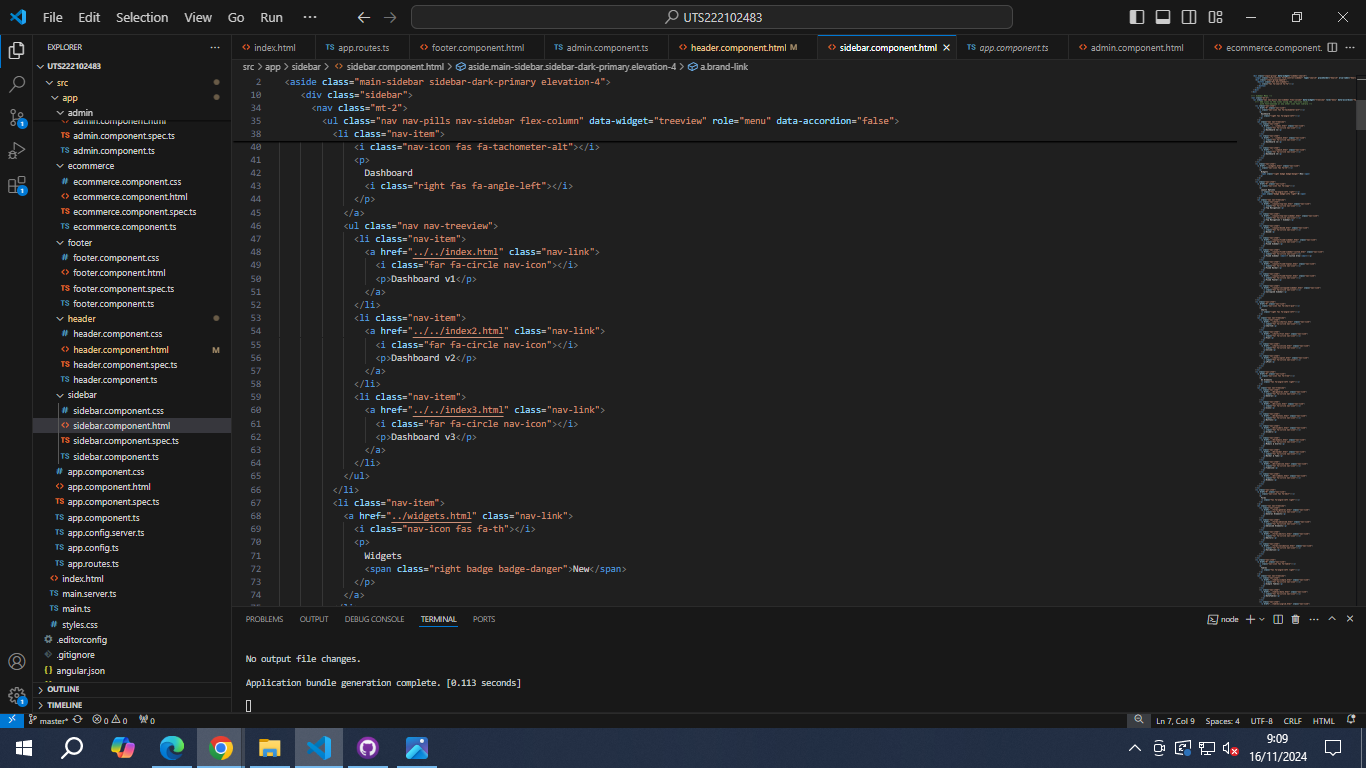 File Edit Selection View Go Run ··· UTS222102483
EXPLORER ···
UTS222102483
src
app
admin
admin.component.html
admin.component.spec.ts
admin.component.ts
ecommerce
ecommerce.component.css
ecommerce.component.html
ecommerce.component.spec.ts
ecommerce.component.ts
footer
footer.component.css
footer.component.html
footer.component.spec.ts
footer.component.ts
header
header.component.css
header.component.html M
header.component.spec.ts
header.component.ts
sidebar
sidebar.component.css
sidebar.component.html
sidebar.component.spec.ts
sidebar.component.ts
app.component.css
app.component.html
app.component.spec.ts
app.component.ts
app.config.server.ts
app.config.ts
app.routes.ts
index.html
main.server.ts
main.ts
styles.css
.editorconfig
.gitignore
angular.json
OUTLINE
TIMELINE
index.html app.routes.ts footer.component.html admin.component.ts header.component.html M sidebar.component.html app.component.ts admin.component.html ecommerce.component. ···
src > app > sidebar > sidebar.component.html > aside.main-sidebar.sidebar-dark-primary.elevation-4 > a.brand-link
2 <aside class="main-sidebar sidebar-dark-primary elevation-4">
10 <div class="sidebar">
34 <nav class="mt-2">
35 <ul class="nav nav-pills nav-sidebar flex-column" data-widget="treeview" role="menu" data-accordion="false">
38 <li class="nav-item">
40 <i class="nav-icon fas fa-tachometer-alt"></i>
41 <p>
42 Dashboard
43 <i class="right fas fa-angle-left"></i>
44 </p>
45 </a>
46 <ul class="nav nav-treeview">
47 <li class="nav-item">
48 <a href="../../index.html" class="nav-link">
49 <i class="far fa-circle nav-icon"></i>
50 <p>Dashboard v1</p>
51 </a>
52 </li>
53 <li class="nav-item">
54 <a href="../../index2.html" class="nav-link">
55 <i class="far fa-circle nav-icon"></i>
56 <p>Dashboard v2</p>
57 </a>
58 </li>
59 <li class="nav-item">
60 <a href="../../index3.html" class="nav-link">
61 <i class="far fa-circle nav-icon"></i>
62 <p>Dashboard v3</p>
63 </a>
64 </li>
65 </ul>
66 </li>
67 <li class="nav-item">
68 <a href="../widgets.html" class="nav-link">
69 <i class="nav-icon fas fa-th"></i>
70 <p>
71 Widgets
72 <span class="right badge badge-danger">New</span>
73 </p>
74 </a>
PROBLEMS OUTPUT DEBUG CONSOLE TERMINAL PORTS node
No output file changes.
Application bundle generation complete. [0.113 seconds]
master* 0 0 0 Ln 7, Col 9 Spaces: 4 UTF-8 CRLF HTML
9:09
16/11/2024